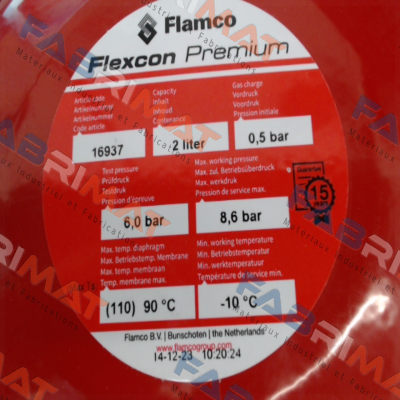 Flamco
Flexcon Premium
Article code
Artikelnummer
Artikelnummer
Code article
Capacity
Inhalt
Inhoud
Contenance
Gas charge
Vordruck
Voordruk
Pression initiale
16937
2 liter
0,5 bar
Test pressure
Prüfdruck
Testdruk
Pression d'épreuve
Max. working pressure
Max. zul. Betriebsüberdruck
Max. werkdruk
Pression de service max.
15
6,0 bar
8,6 bar
Max. temp. diaphragm
Max. Betriebstemp. Membrane
Max. temp. membraan
Temp. membrane max.
Min. working temperature
Min. Betriebstemperatur
Min. werktemperatuur
Température de service min.
(110) 90 °C
-10 °C
Flamco B.V. | Bunschoten | the Netherlands
www.flamcogroup.com
14-12-23 10:20:24
FABRIMAT